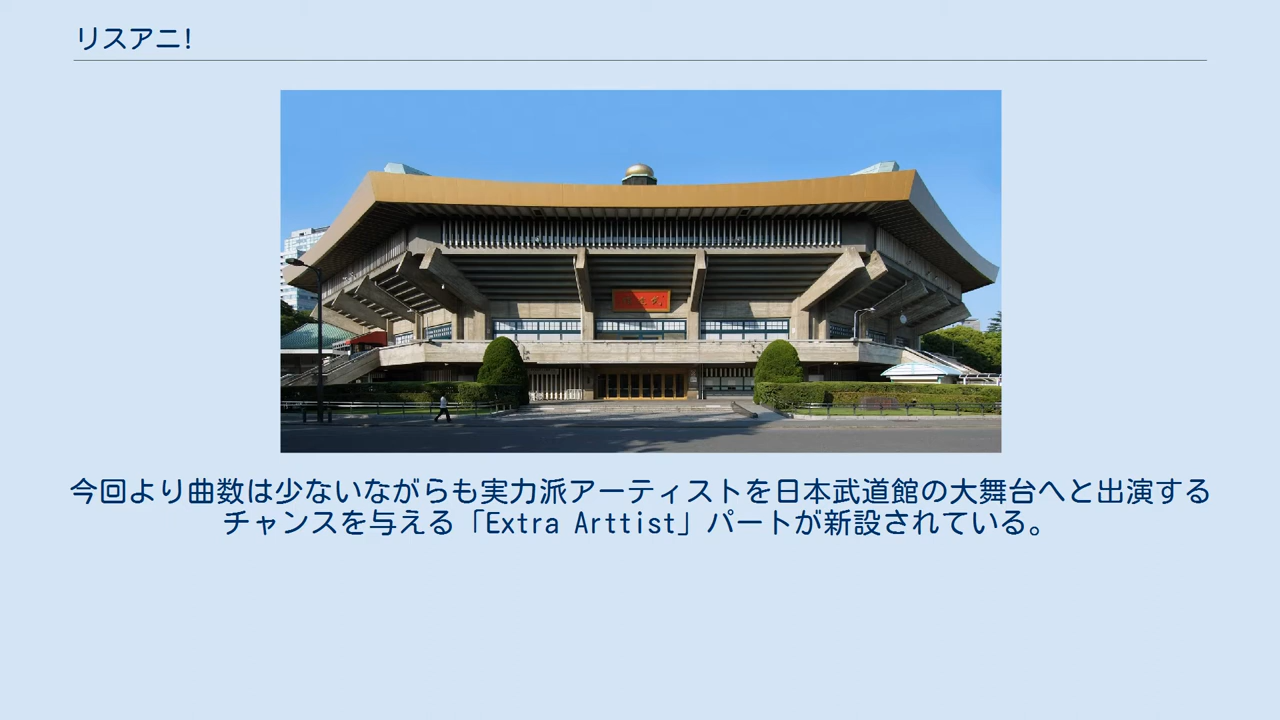 リスアニ!
今回より曲数は少ないながらも実力派アーティストを日本武道館の大舞台へと出演する
チャンスを与える「Extra Arttist」パートが新設されている。